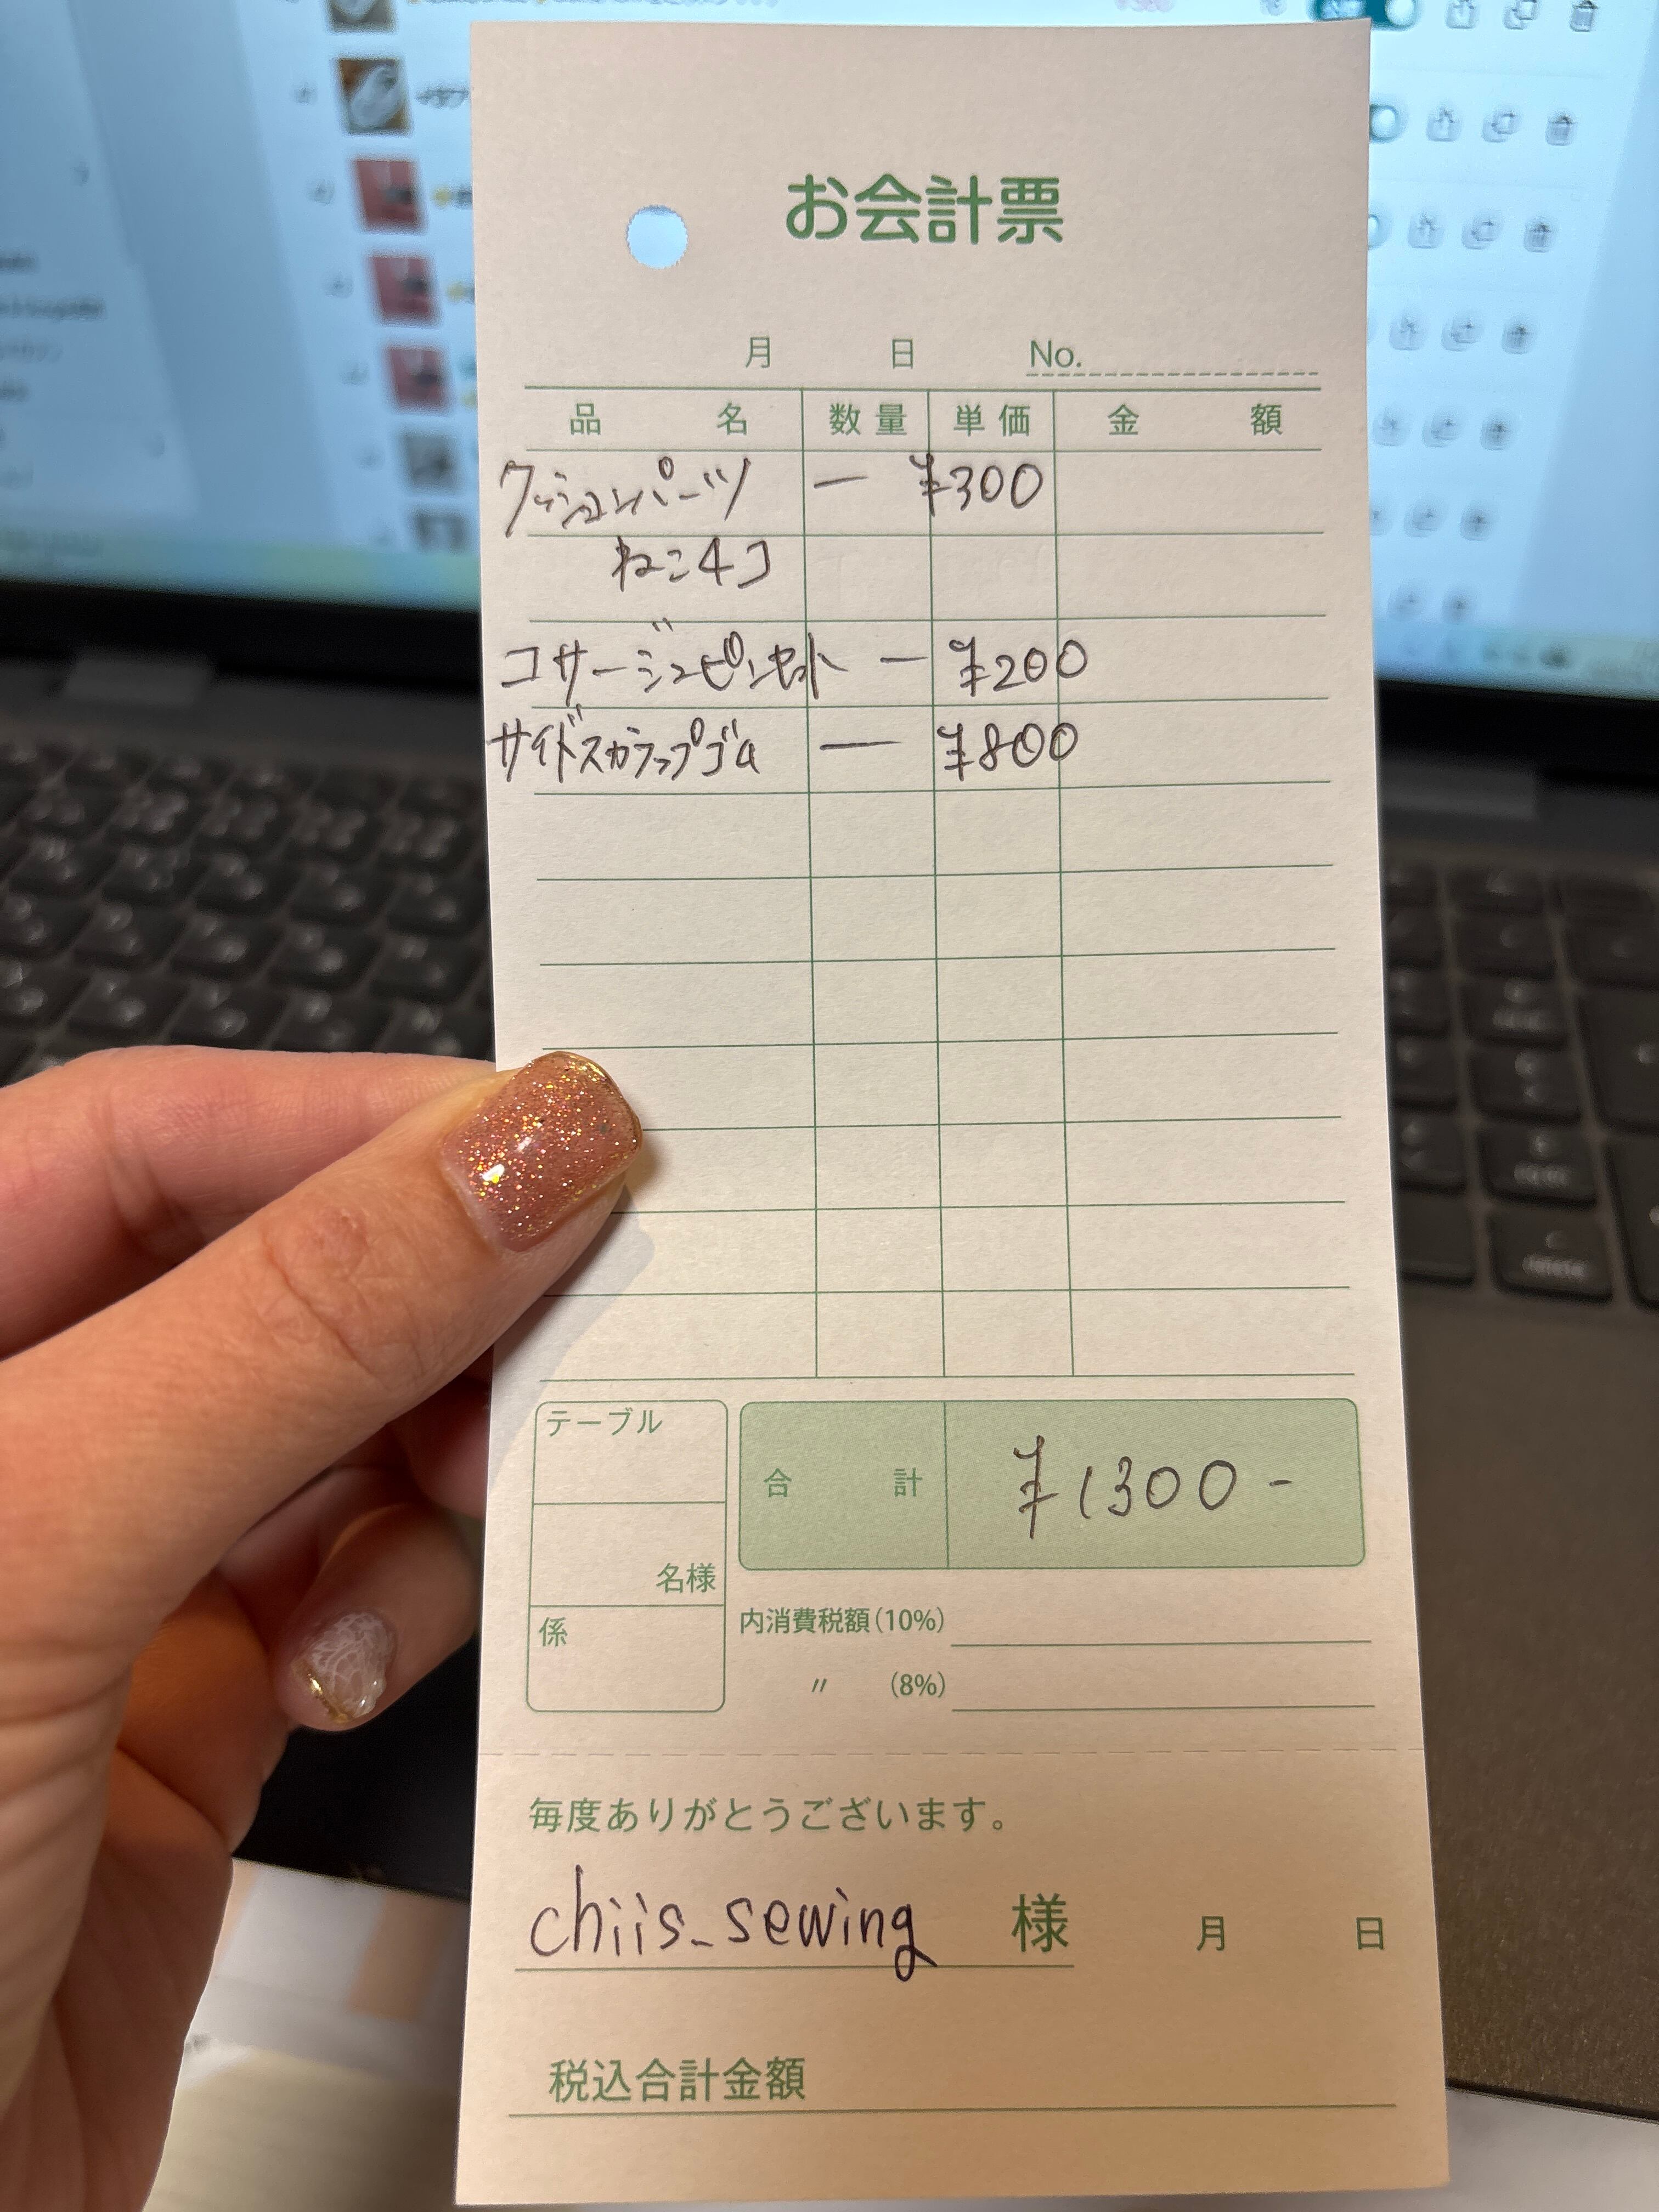 お会計票
月 日 No.
品名 数量 単価 金額
クッションパーツ — ¥300
ねこ4コ
コサージュピンセット — ¥200
サイドスカラップゴム — ¥800
テーブル
合計 ¥1300-
名様
係
内消費税額(10%)
〃 (8%)
毎度ありがとうございます。
chiis_sewing 様 月 日
税込合計金額